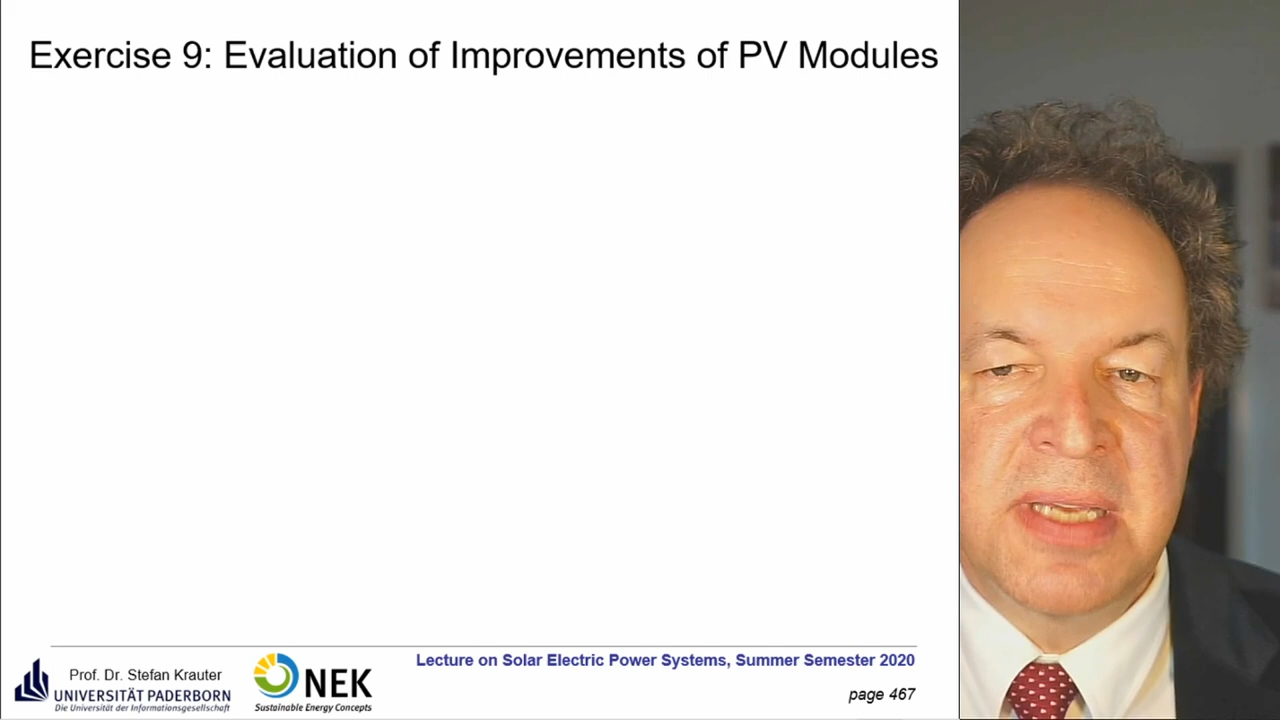 Exercise 9: Evaluation of Improvements of PV Modules
Lecture on Solar Electric Power Systems, Summer Semester 2020
Prof. Dr. Stefan Krauter
UNIVERSITÄT PADERBORN
Die Universität der Informationsgesellschaft
NEK
Sustainable Energy Concepts
page 467